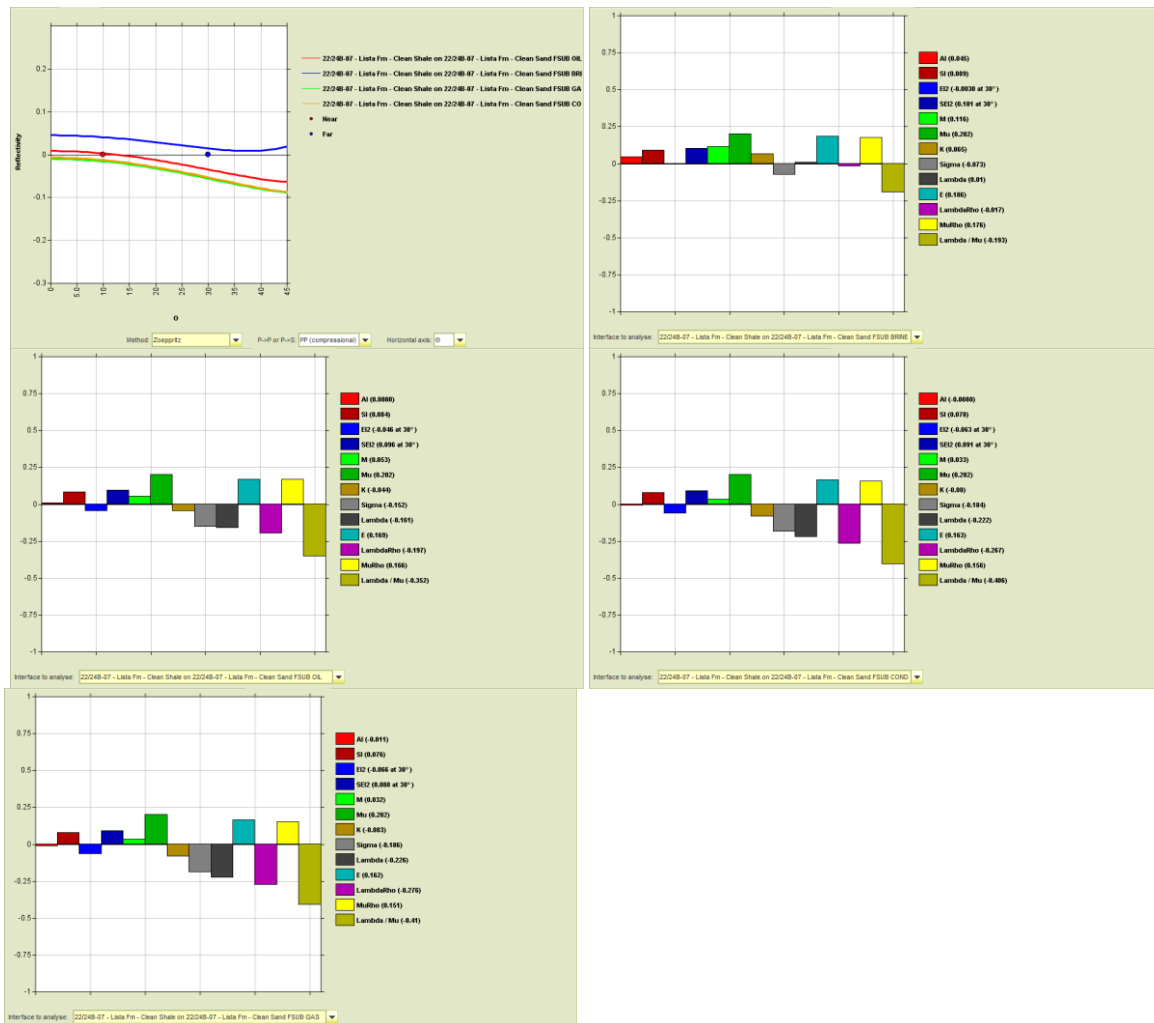 0.2
0.1
0
-0.1
-0.2
-0.3
Reflectivity
0
5.0
10
15
20
25
30
35
40
45
22/24B-07 - Lista Fm - Clean Shale on 22/24B-07 - Lista Fm - Clean Sand FSUB OIL
22/24B-07 - Lista Fm - Clean Shale on 22/24B-07 - Lista Fm - Clean Sand FSUB BRI
22/24B-07 - Lista Fm - Clean Shale on 22/24B-07 - Lista Fm - Clean Sand FSUB GA
22/24B-07 - Lista Fm - Clean Shale on 22/24B-07 - Lista Fm - Clean Sand FSUB CO
Near
Far
Method: Zoeppritz P->P or P->S: PP (compressional) Horizontal axis: Θ
1
0.75
0.5
0.25
0
-0.25
-0.5
-0.75
-1
AI (0.045)
SI (0.089)
EI2 (-0.0030 at 30°)
SEI2 (0.101 at 30°)
M (0.116)
Mu (0.202)
K (0.065)
Sigma (-0.073)
Lambda (0.01)
E (0.186)
LambdaRho (-0.017)
MuRho (0.176)
Lambda / Mu (-0.193)
Interface to analyse: 22/24B-07 - Lista Fm - Clean Shale on 22/24B-07 - Lista Fm - Clean Sand FSUB BRINE
1
0.75
0.5
0.25
0
-0.25
-0.5
-0.75
-1
AI (0.0080)
SI (0.084)
EI2 (-0.046 at 30°)
SEI2 (0.096 at 30°)
M (0.053)
Mu (0.202)
K (-0.044)
Sigma (-0.152)
Lambda (-0.161)
E (0.169)
LambdaRho (-0.197)
MuRho (0.166)
Lambda / Mu (-0.352)
Interface to analyse: 22/24B-07 - Lista Fm - Clean Shale on 22/24B-07 - Lista Fm - Clean Sand FSUB OIL
1
0.75
0.5
0.25
0
-0.25
-0.5
-0.75
-1
AI (-0.0080)
SI (0.078)
EI2 (-0.063 at 30°)
SEI2 (0.091 at 30°)
M (0.033)
Mu (0.202)
K (-0.08)
Sigma (-0.184)
Lambda (-0.222)
E (0.163)
LambdaRho (-0.267)
MuRho (0.156)
Lambda / Mu (-0.406)
Interface to analyse: 22/24B-07 - Lista Fm - Clean Shale on 22/24B-07 - Lista Fm - Clean Sand FSUB COND
1
0.75
0.5
0.25
0
-0.25
-0.5
-0.75
-1
AI (-0.011)
SI (0.076)
EI2 (-0.066 at 30°)
SEI2 (0.088 at 30°)
M (0.032)
Mu (0.202)
K (-0.083)
Sigma (-0.186)
Lambda (-0.226)
E (0.162)
LambdaRho (-0.276)
MuRho (0.151)
Lambda / Mu (-0.41)
Interface to analyse: 22/24B-07 - Lista Fm - Clean Shale on 22/24B-07 - Lista Fm - Clean Sand FSUB GAS